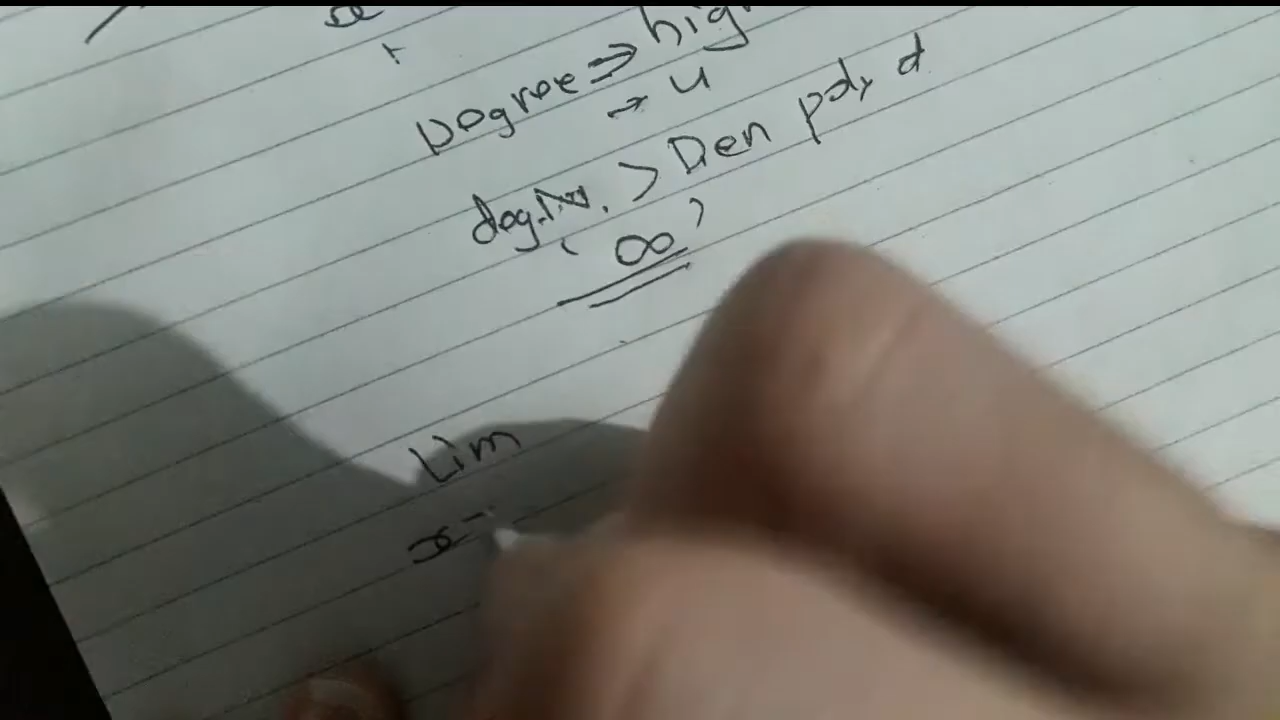 x
Degree ⇒ hig
→ 4
deg. Nr. > Den poly d
( ∞ )
Lim
x-